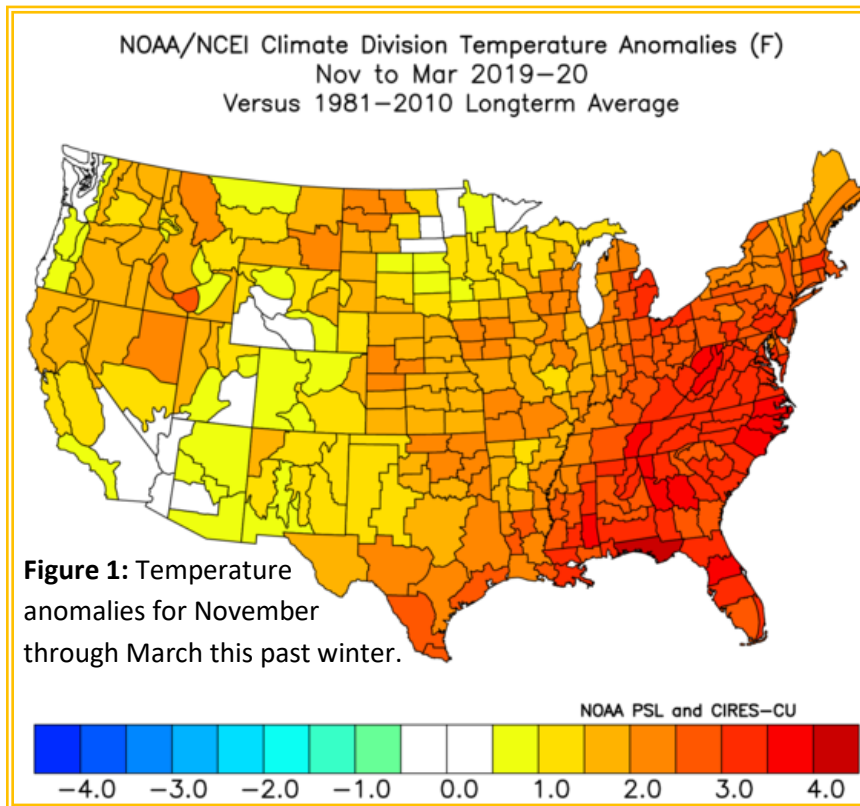 NOAA/NCEI Climate Division Temperature Anomalies (F)
Nov to Mar 2019-20
Versus 1981-2010 Longterm Average
Figure 1: Temperature
anomalies for November
through March this past winter.
NOAA PSL and CIRES-CU
-4.0 -3.0 -2.0 -1.0 0.0 1.0 2.0 3.0 4.0